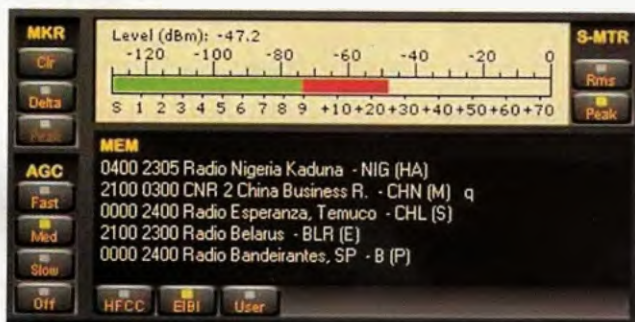 MKR
Clr
Delta
Peak
AGC
Fast
Med
Slow
Off
Level (dBm): -47.2
-120 -100 -80 -60 -40 -20 0
S 1 2 3 4 5 6 7 8 9 +10+20+30+40+50+60+70
S-MTR
Rms
Peak
MEM
0400 2305 Radio Nigeria Kaduna - NIG (HA)
2100 0300 CNR 2 China Business R. - CHN (M) q
0000 2400 Radio Esperanza, Temuco - CHL (S)
2100 2300 Radio Belarus - BLR (E)
0000 2400 Radio Bandeirantes, SP - B (P)
HFCC EIBI User